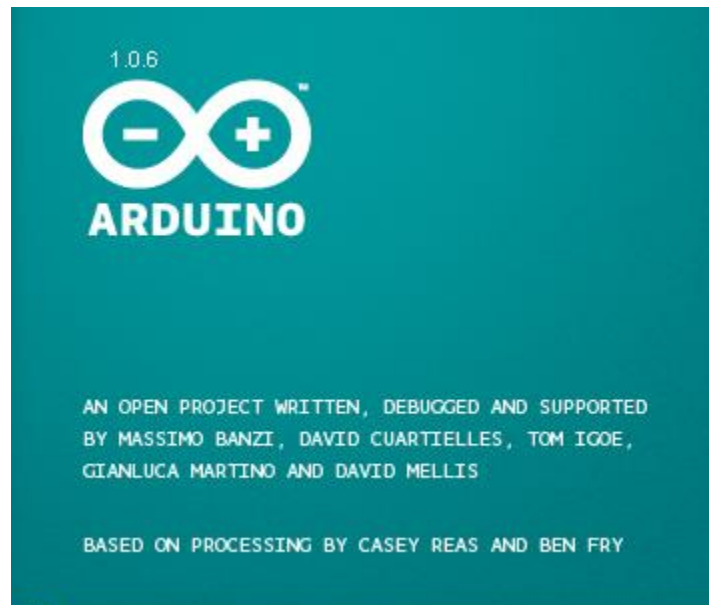 1.0.6
™
ARDUINO
AN OPEN PROJECT WRITTEN, DEBUGGED AND SUPPORTED
BY MASSIMO BANZI, DAVID CUARTIELLES, TOM IGOE,
GIANLUCA MARTINO AND DAVID MELLIS
BASED ON PROCESSING BY CASEY REAS AND BEN FRY